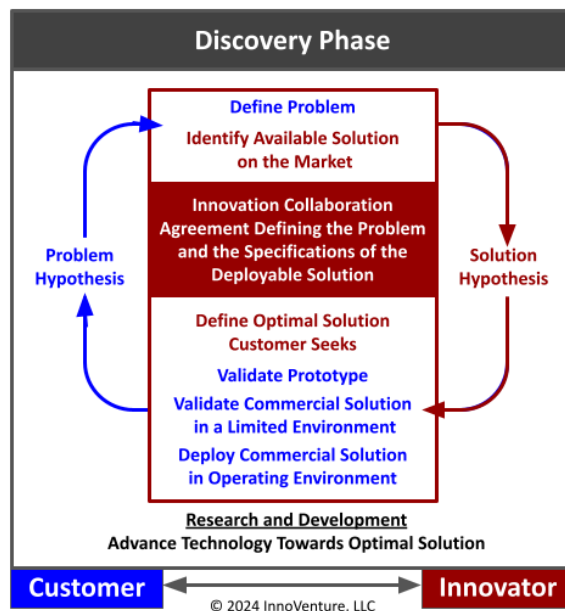 Discovery Phase
Define Problem
Identify Available Solution
on the Market
Innovation Collaboration
Agreement Defining the Problem
and the Specifications of the
Deployable Solution
Problem
Hypothesis
Solution
Hypothesis
Define Optimal Solution
Customer Seeks
Validate Prototype
Validate Commercial Solution
in a Limited Environment
Deploy Commercial Solution
in Operating Environment
Research and Development
Advance Technology Towards Optimal Solution
Customer
Innovator
© 2024 InnoVenture, LLC